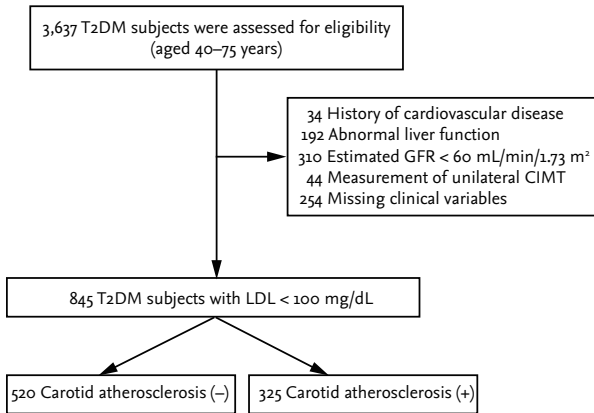 3,637 T2DM subjects were assessed for eligibility
(aged 40–75 years)
34 History of cardiovascular disease
192 Abnormal liver function
310 Estimated GFR < 60 mL/min/1.73 m²
44 Measurement of unilateral CIMT
254 Missing clinical variables
845 T2DM subjects with LDL < 100 mg/dL
520 Carotid atherosclerosis (–)
325 Carotid atherosclerosis (+)